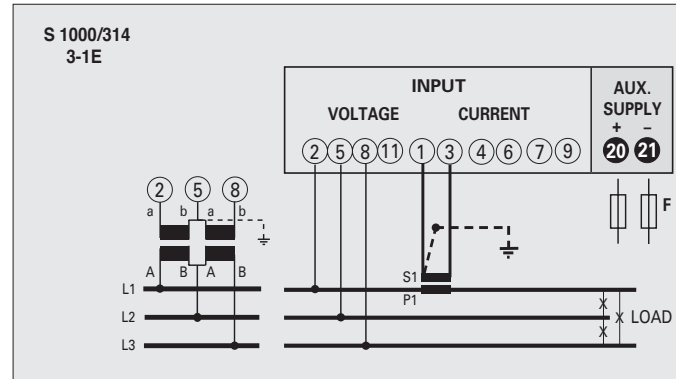 S 1000/314
3-1E
INPUT
VOLTAGE CURRENT
AUX.
SUPPLY
+ –
2 5 8 11 1 3 4 6 7 9 20 21
F
2 5 8
a b a b
A B A B
S1
P1
L1
L2
L3
X
X
X
LOAD